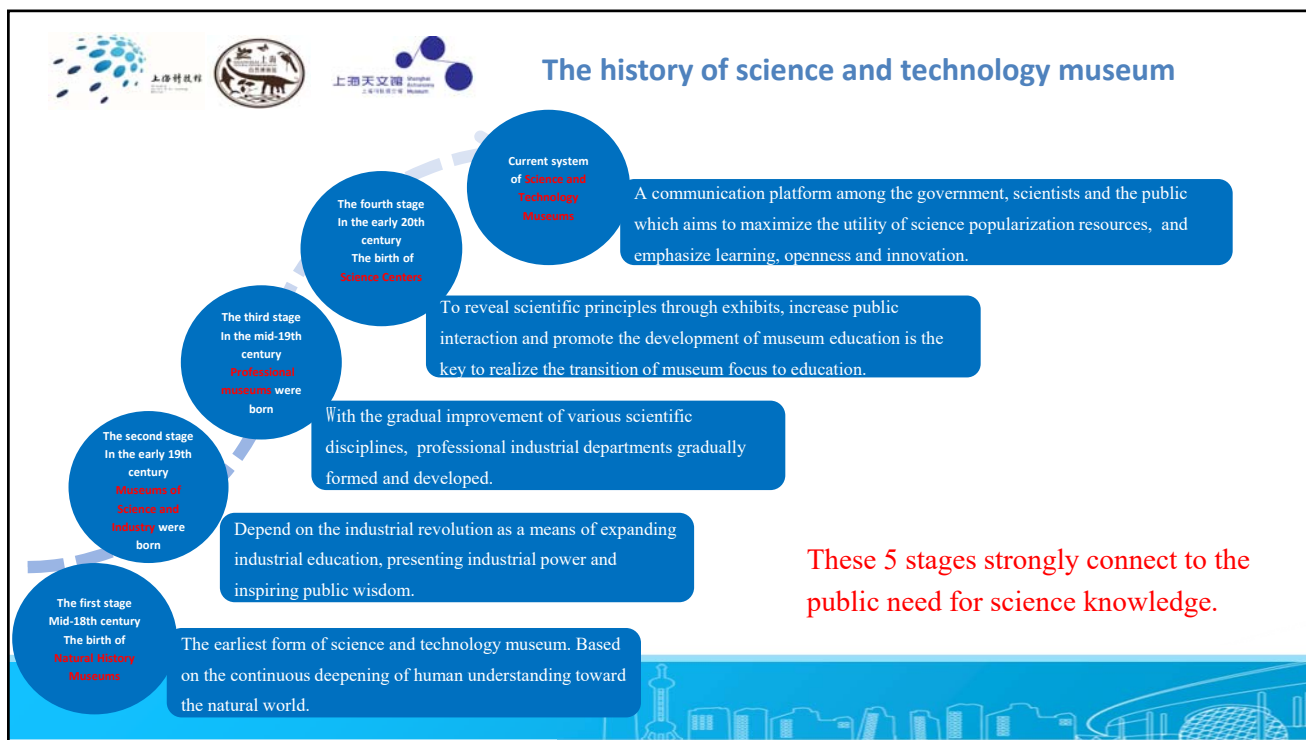 上海科技馆
上海
自然博物馆
上海天文馆
Shanghai
Astronomy
Museum
The history of science and technology museum
Current system
of Science and
Technology
Museums
A communication platform among the government, scientists and the public
which aims to maximize the utility of science popularization resources, and
emphasize learning, openness and innovation.
The fourth stage
In the early 20th
century
The birth of
Science Centers
To reveal scientific principles through exhibits, increase public
interaction and promote the development of museum education is the
key to realize the transition of museum focus to education.
The third stage
In the mid-19th
century
Professional
museums were
born
With the gradual improvement of various scientific
disciplines, professional industrial departments gradually
formed and developed.
The second stage
In the early 19th
century
Museums of
Science and
Industry were
born
Depend on the industrial revolution as a means of expanding
industrial education, presenting industrial power and
inspiring public wisdom.
These 5 stages strongly connect to the
public need for science knowledge.
The first stage
Mid-18th century
The birth of
Natural History
Museums
The earliest form of science and technology museum. Based
on the continuous deepening of human understanding toward
the natural world.